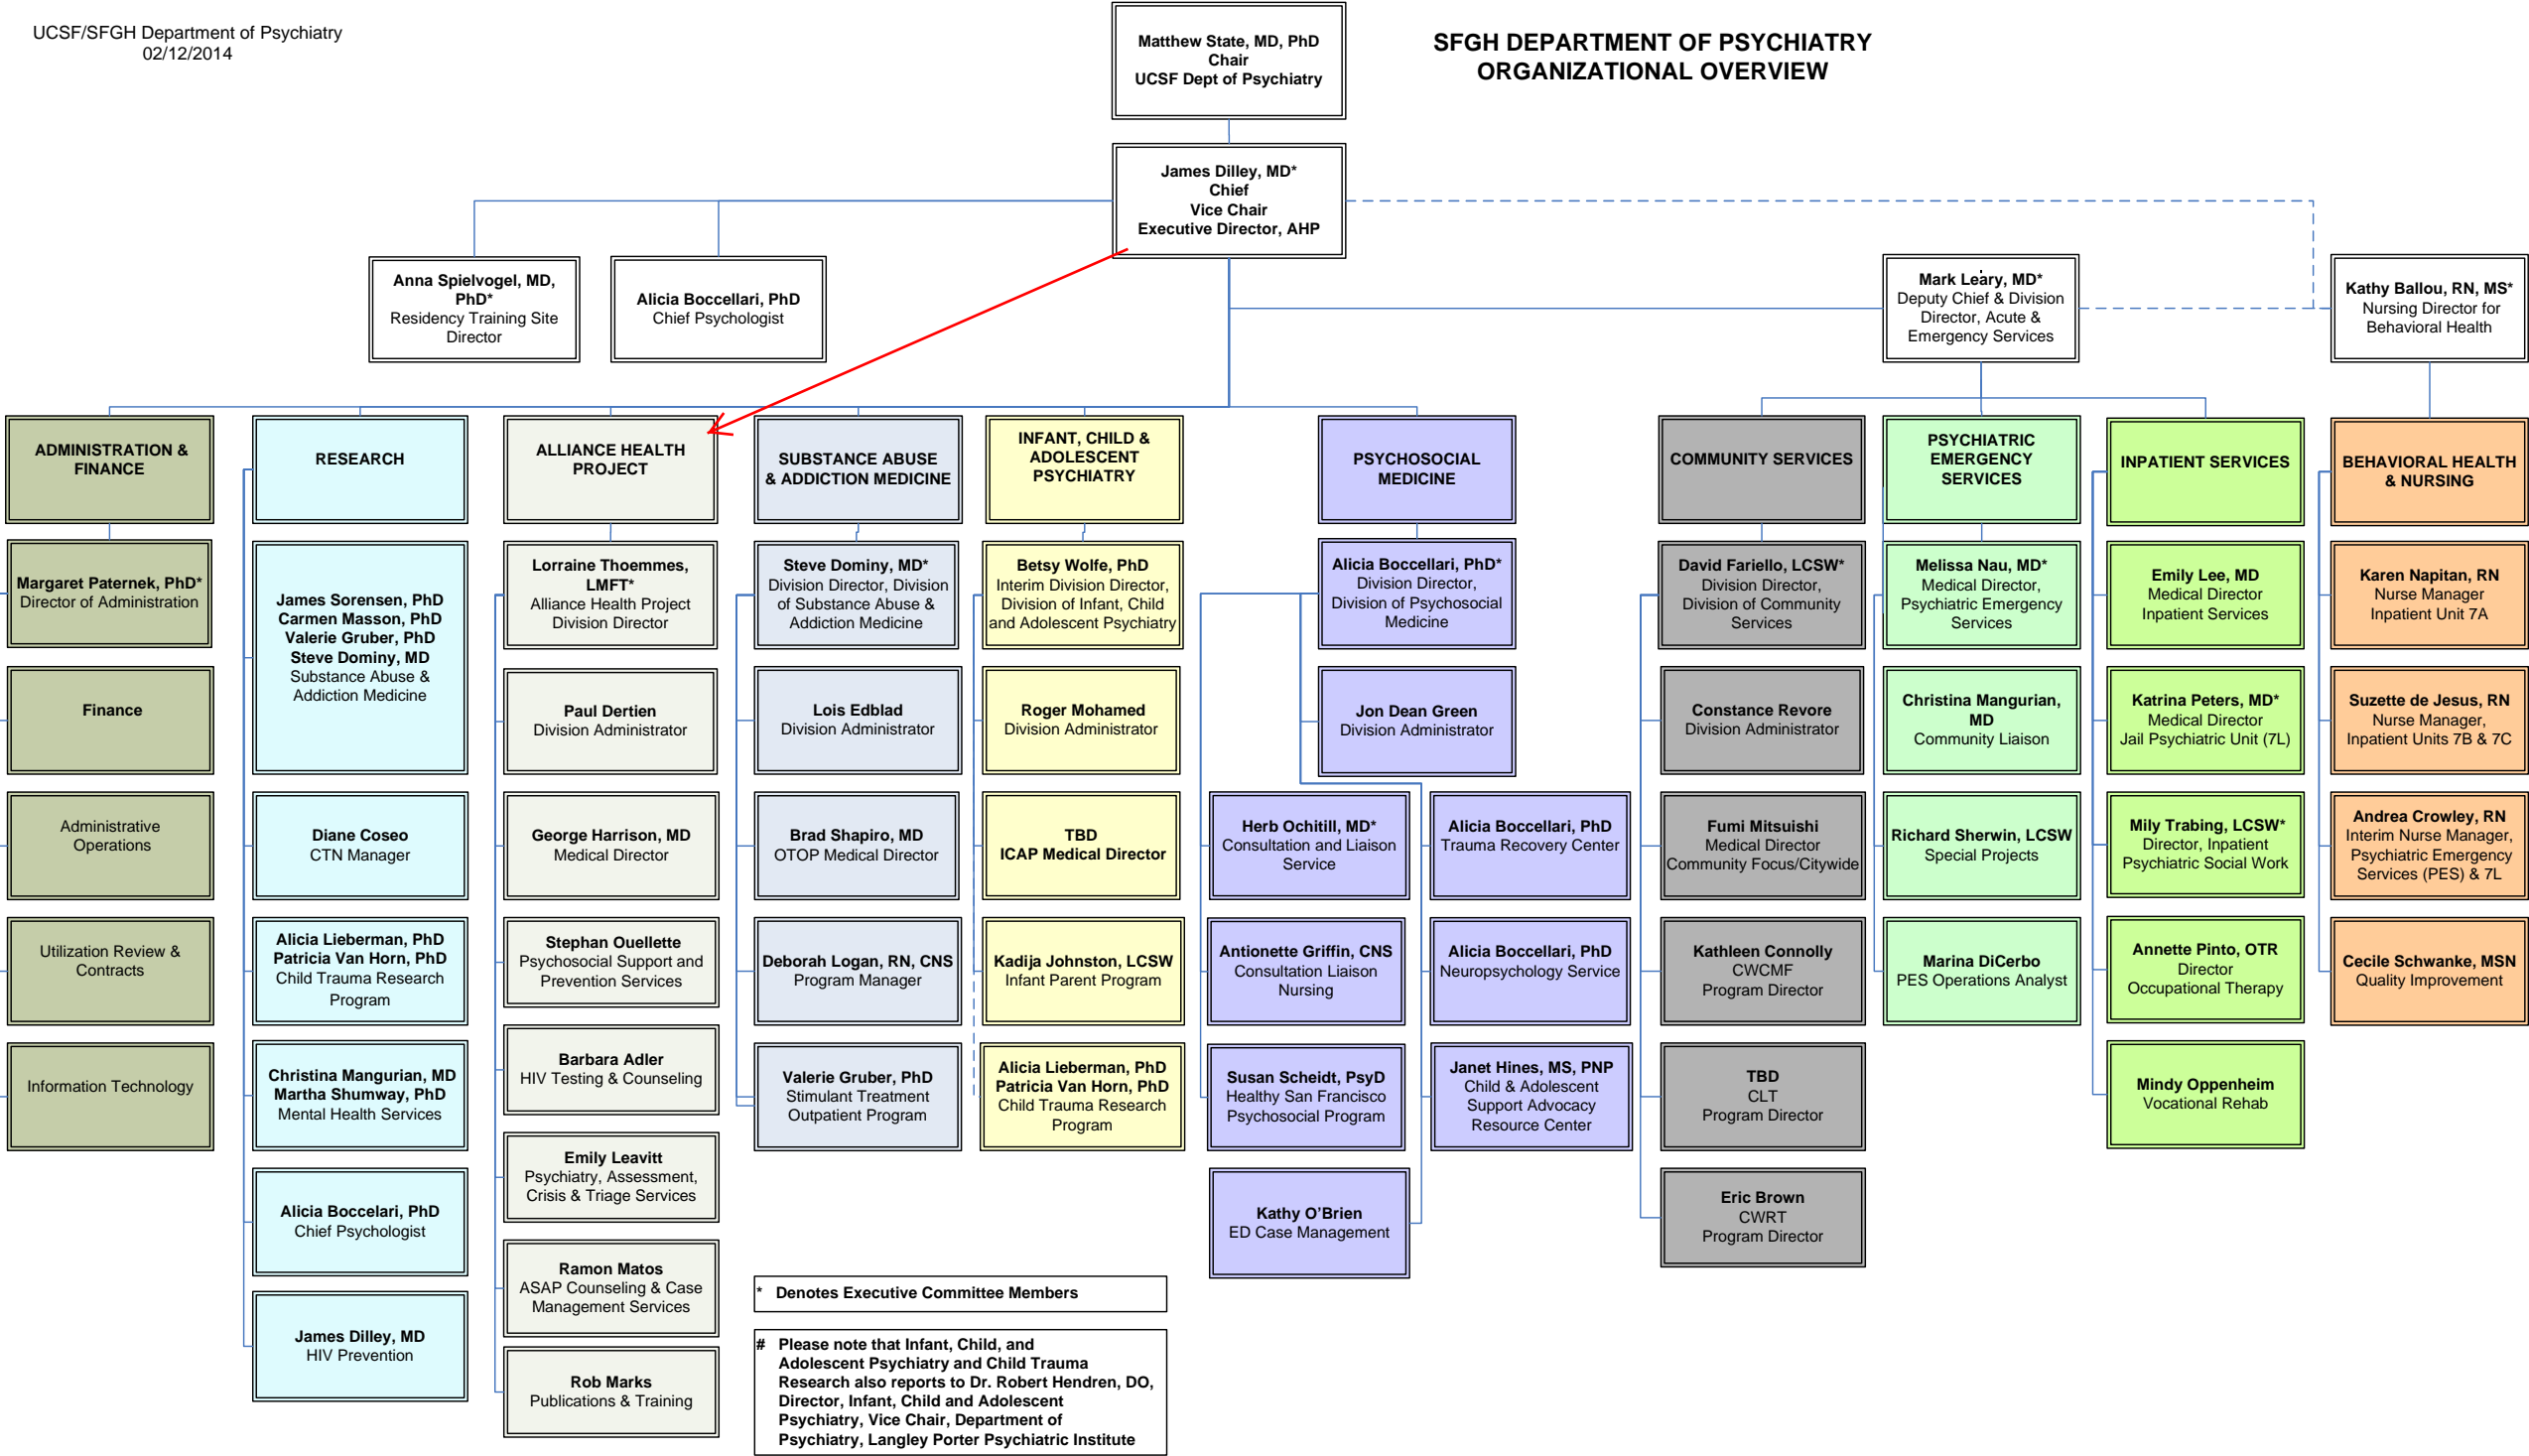 UCSF/SFGH Department of Psychiatry
02/12/2014
SFGH DEPARTMENT OF PSYCHIATRY
ORGANIZATIONAL OVERVIEW
Matthew State, MD, PhD
Chair
UCSF Dept of Psychiatry
James Dilley, MD*
Chief
Vice Chair
Executive Director, AHP
Anna Spielvogel, MD,
PhD*
Residency Training Site
Director
Alicia Boccellari, PhD
Chief Psychologist
Mark Leary, MD*
Deputy Chief & Division
Director, Acute &
Emergency Services
Kathy Ballou, RN, MS*
Nursing Director for
Behavioral Health
ADMINISTRATION &
FINANCE
Margaret Paternek, PhD*
Director of Administration
Finance
Administrative
Operations
Utilization Review &
Contracts
Information Technology
RESEARCH
James Sorensen, PhD
Carmen Masson, PhD
Valerie Gruber, PhD
Steve Dominy, MD
Substance Abuse &
Addiction Medicine
Diane Coseo
CTN Manager
Alicia Lieberman, PhD
Patricia Van Horn, PhD
Child Trauma Research
Program
Christina Mangurian, MD
Martha Shumway, PhD
Mental Health Services
Alicia Boccelari, PhD
Chief Psychologist
James Dilley, MD
HIV Prevention
ALLIANCE HEALTH
PROJECT
Lorraine Thoemmes,
LMFT*
Alliance Health Project
Division Director
Paul Dertien
Division Administrator
George Harrison, MD
Medical Director
Stephan Ouellette
Psychosocial Support and
Prevention Services
Barbara Adler
HIV Testing & Counseling
Emily Leavitt
Psychiatry, Assessment,
Crisis & Triage Services
Ramon Matos
ASAP Counseling & Case
Management Services
Rob Marks
Publications & Training
SUBSTANCE ABUSE
& ADDICTION MEDICINE
Steve Dominy, MD*
Division Director, Division
of Substance Abuse &
Addiction Medicine
Lois Edblad
Division Administrator
Brad Shapiro, MD
OTOP Medical Director
Deborah Logan, RN, CNS
Program Manager
Valerie Gruber, PhD
Stimulant Treatment
Outpatient Program
INFANT, CHILD &
ADOLESCENT
PSYCHIATRY
Betsy Wolfe, PhD
Interim Division Director,
Division of Infant, Child
and Adolescent Psychiatry
Roger Mohamed
Division Administrator
TBD
ICAP Medical Director
Kadija Johnston, LCSW
Infant Parent Program
Alicia Lieberman, PhD
Patricia Van Horn, PhD
Child Trauma Research
Program
PSYCHOSOCIAL
MEDICINE
Alicia Boccellari, PhD*
Division Director,
Division of Psychosocial
Medicine
Jon Dean Green
Division Administrator
Herb Ochitill, MD*
Consultation and Liaison
Service
Antionette Griffin, CNS
Consultation Liaison
Nursing
Susan Scheidt, PsyD
Healthy San Francisco
Psychosocial Program
Kathy O’Brien
ED Case Management
Alicia Boccellari, PhD
Trauma Recovery Center
Alicia Boccellari, PhD
Neuropsychology Service
Janet Hines, MS, PNP
Child & Adolescent
Support Advocacy
Resource Center
COMMUNITY SERVICES
David Fariello, LCSW*
Division Director,
Division of Community
Services
Constance Revore
Division Administrator
Fumi Mitsuishi
Medical Director
Community Focus/Citywide
Kathleen Connolly
CWCMF
Program Director
TBD
CLT
Program Director
Eric Brown
CWRT
Program Director
PSYCHIATRIC
EMERGENCY
SERVICES
Melissa Nau, MD*
Medical Director,
Psychiatric Emergency
Services
Christina Mangurian,
MD
Community Liaison
Richard Sherwin, LCSW
Special Projects
Marina DiCerbo
PES Operations Analyst
INPATIENT SERVICES
Emily Lee, MD
Medical Director
Inpatient Services
Katrina Peters, MD*
Medical Director
Jail Psychiatric Unit (7L)
Mily Trabing, LCSW*
Director, Inpatient
Psychiatric Social Work
Annette Pinto, OTR
Director
Occupational Therapy
Mindy Oppenheim
Vocational Rehab
BEHAVIORAL HEALTH
& NURSING
Karen Napitan, RN
Nurse Manager
Inpatient Unit 7A
Suzette de Jesus, RN
Nurse Manager,
Inpatient Units 7B & 7C
Andrea Crowley, RN
Interim Nurse Manager,
Psychiatric Emergency
Services (PES) & 7L
Cecile Schwanke, MSN
Quality Improvement
* Denotes Executive Committee Members
# Please note that Infant, Child, and
Adolescent Psychiatry and Child Trauma
Research also reports to Dr. Robert Hendren, DO,
Director, Infant, Child and Adolescent
Psychiatry, Vice Chair, Department of
Psychiatry, Langley Porter Psychiatric Institute